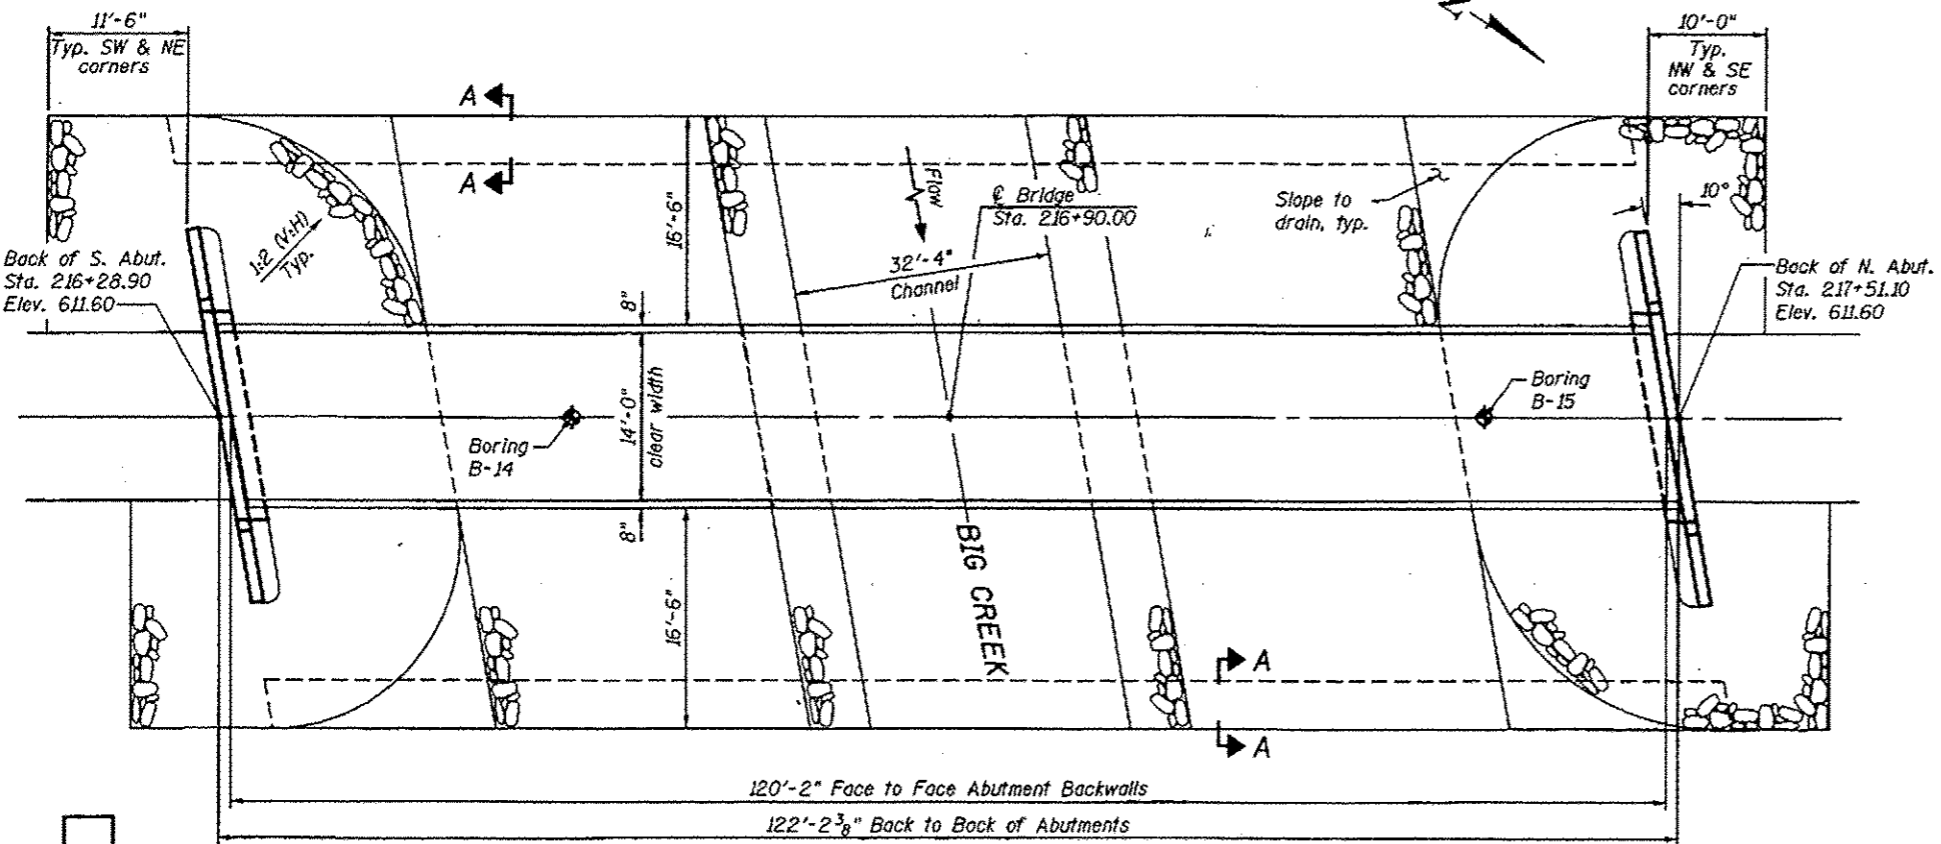 11'-6"
Typ. SW & NE
corners
A
A
N
10'-0"
Typ.
NW & SE
corners
10°
Flow
℄ Bridge
Sta. 216+90.00
Slope to
drain, typ.
16'-6"
1:2 (V:H)
Typ.
32'-4"
Channel
Back of S. Abut.
Sta. 216+28.90
Elev. 611.60
Back of N. Abut.
Sta. 217+51.10
Elev. 611.60
8"
14'-0"
clear width
Boring
B-14
Boring
B-15
8"
BIG CREEK
16'-6"
A
A
120'-2" Face to Face Abutment Backwalls
122'-2 3/8" Back to Back of Abutments